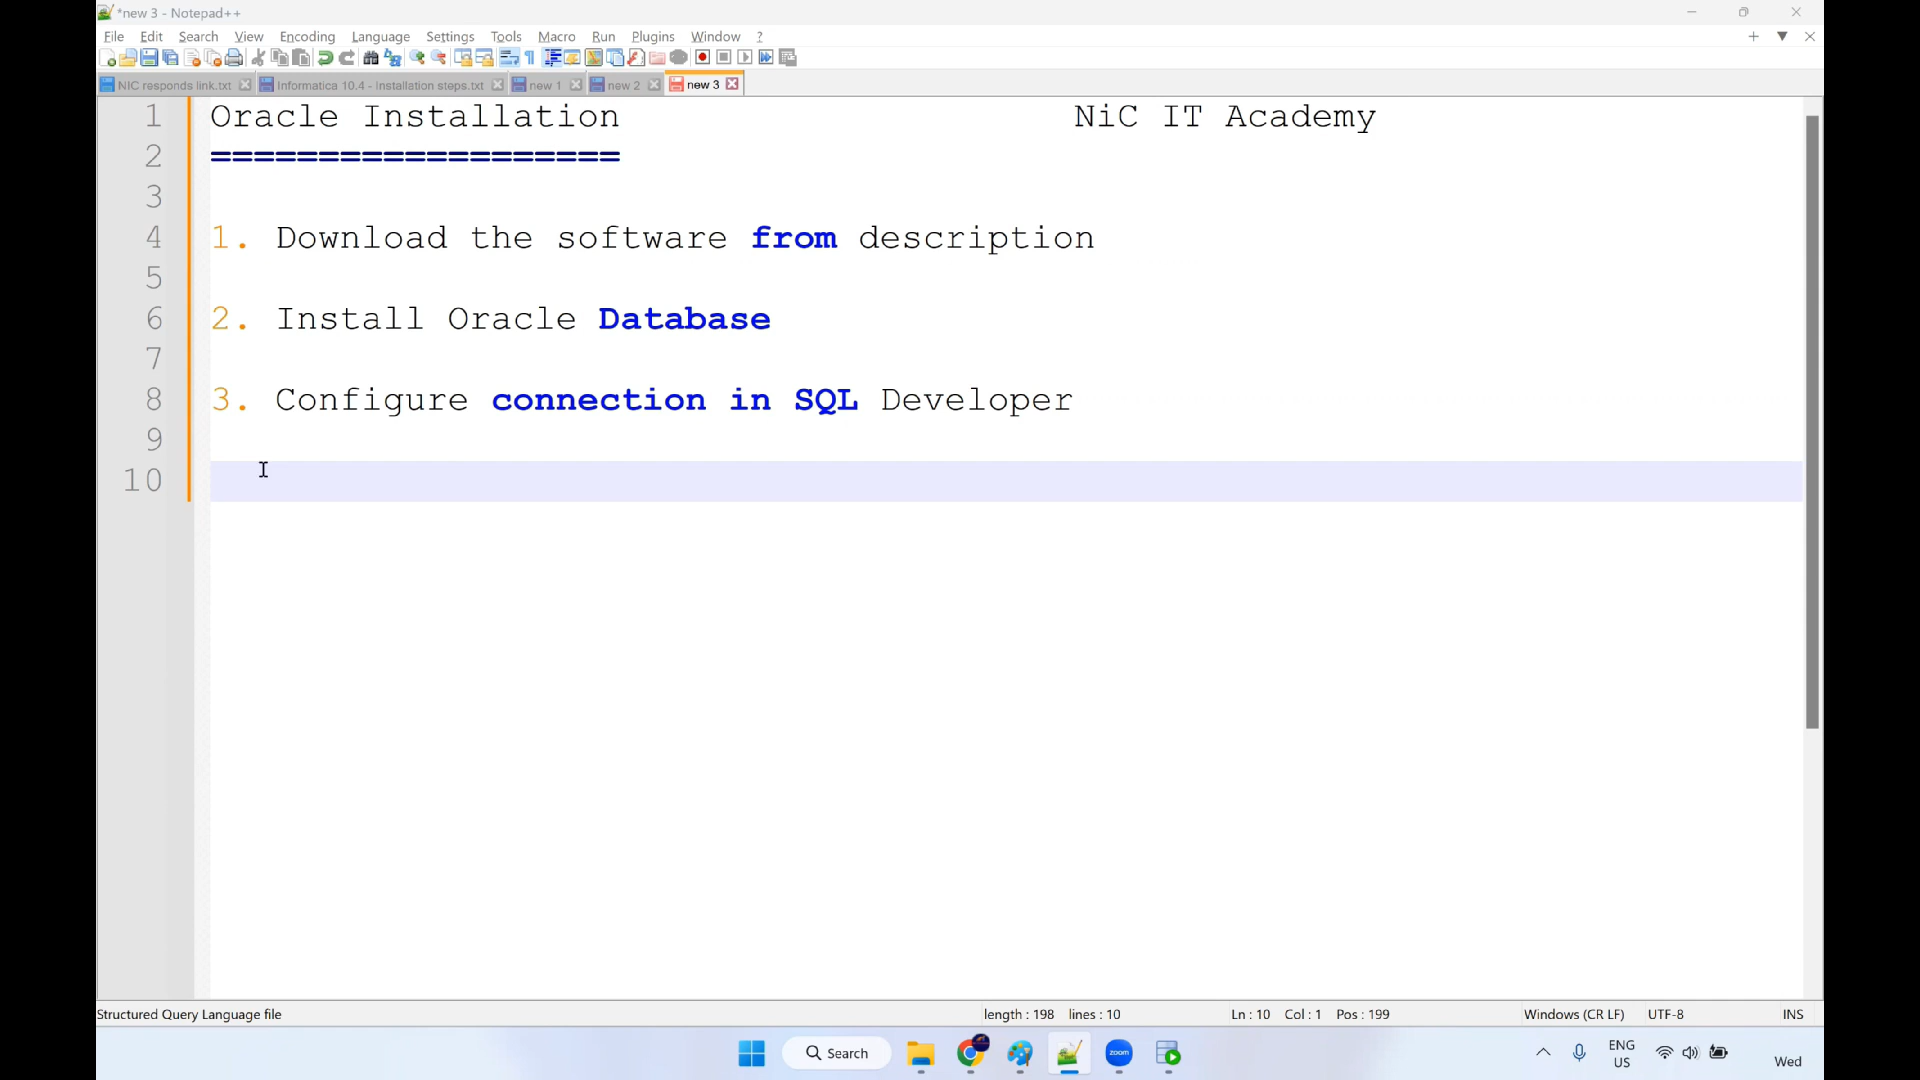 *new 3 - Notepad++
File Edit Search View Encoding Language Settings Tools Macro Run Plugins Window ?
NIC responds link.txt Informatica 10.4 - Installation steps.txt new 1 new 2 new 3
1 Oracle Installation NiC IT Academy
2 ===================
3
4 1. Download the software from description
5
6 2. Install Oracle Database
7
8 3. Configure connection in SQL Developer
9
10
Structured Query Language file length : 198 lines : 10 Ln : 10 Col : 1 Pos : 199 Windows (CR LF) UTF-8 INS
Search zoom ENG
US Wed